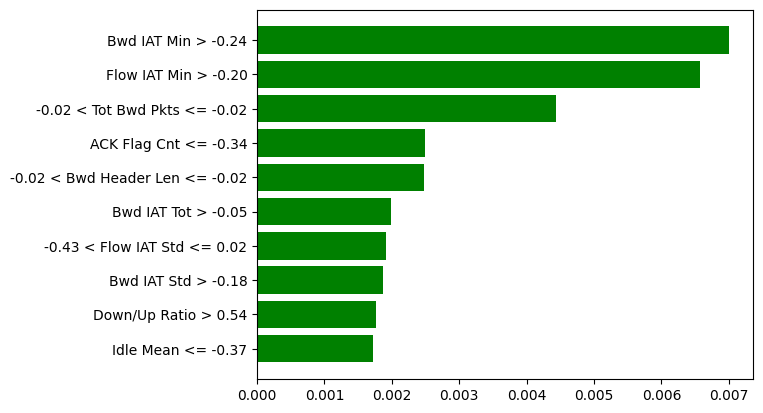 Bwd IAT Min > -0.24
Flow IAT Min > -0.20
-0.02 < Tot Bwd Pkts <= -0.02
ACK Flag Cnt <= -0.34
-0.02 < Bwd Header Len <= -0.02
Bwd IAT Tot > -0.05
-0.43 < Flow IAT Std <= 0.02
Bwd IAT Std > -0.18
Down/Up Ratio > 0.54
Idle Mean <= -0.37
0.000 0.001 0.002 0.003 0.004 0.005 0.006 0.007